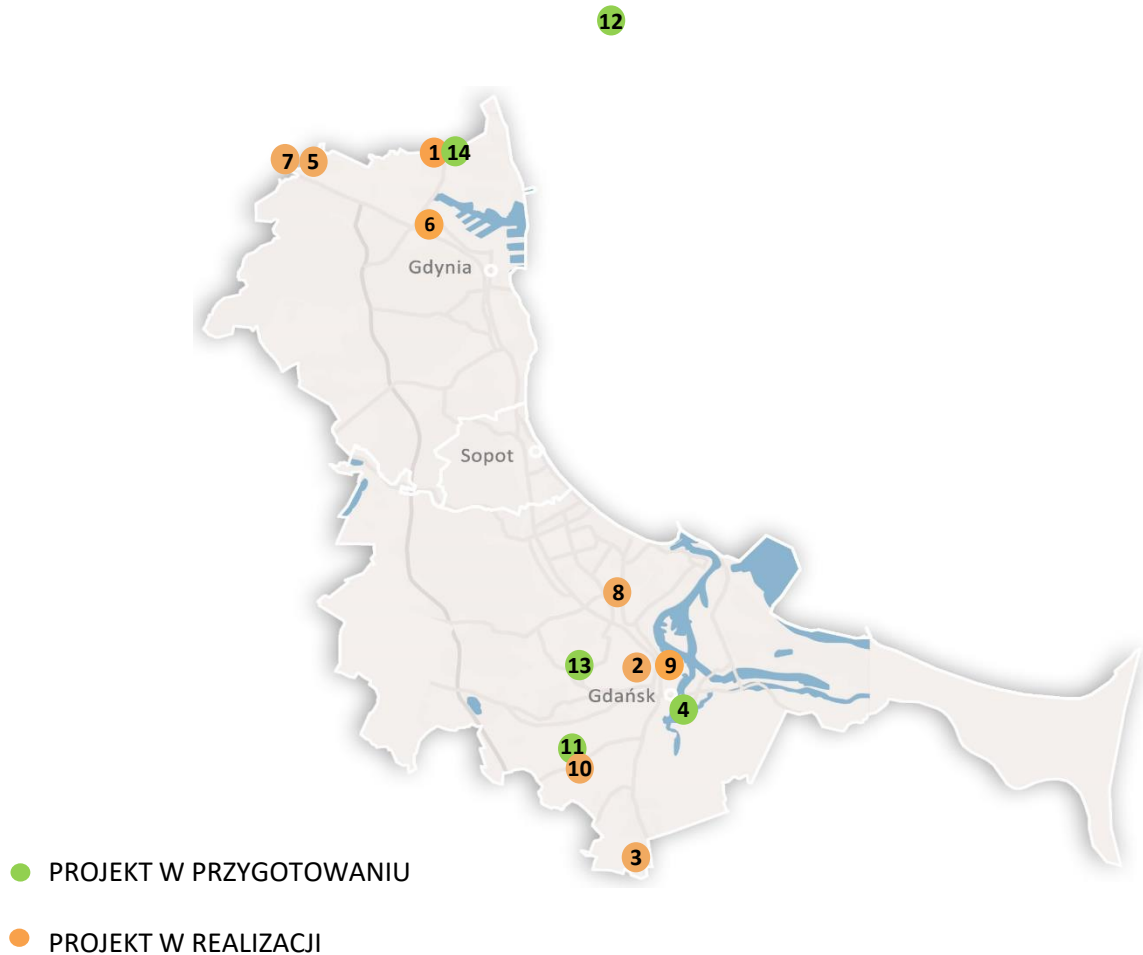 12
1 14
7 5
6
Gdynia
Sopot
8
13 2 9
Gdańsk
4
11
10
3
PROJEKT W PRZYGOTOWANIU
PROJEKT W REALIZACJI